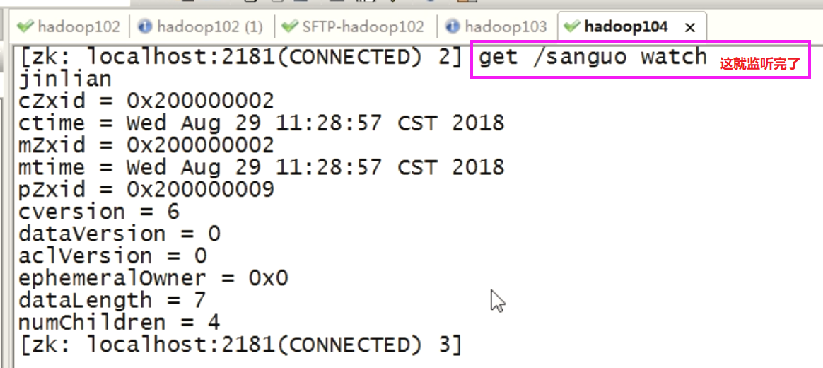 hadoop102 hadoop102 (1) SFTP-hadoop102 hadoop103 hadoop104 x
[zk: localhost:2181(CONNECTED) 2] get /sanguo watch 这就监听完了
jinlian
cZxid = 0x200000002
ctime = Wed Aug 29 11:28:57 CST 2018
mZxid = 0x200000002
mtime = Wed Aug 29 11:28:57 CST 2018
pZxid = 0x200000009
cversion = 6
dataVersion = 0
aclVersion = 0
ephemeralOwner = 0x0
dataLength = 7
numChildren = 4
[zk: localhost:2181(CONNECTED) 3]